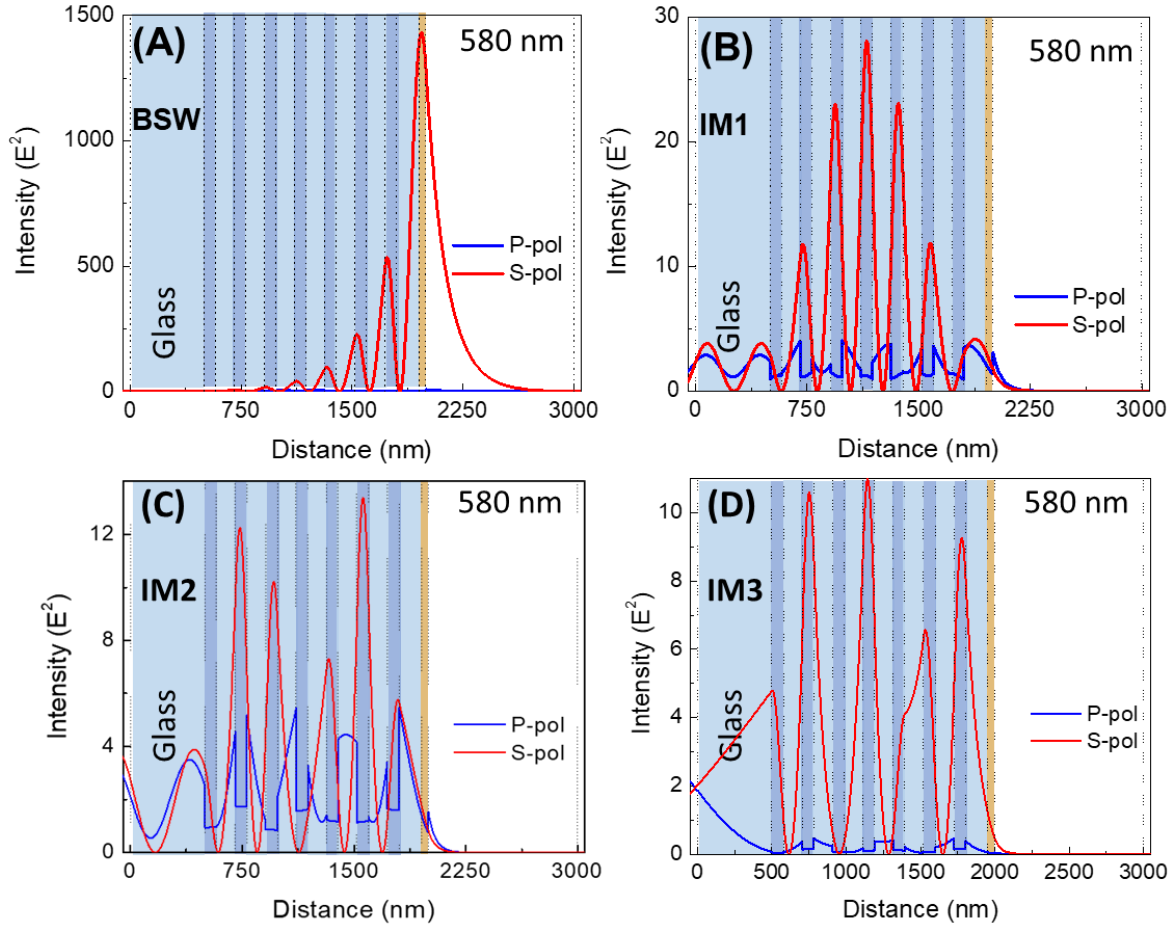 (A)
580 nm
BSW
Glass
Intensity (E²)
1500
1000
500
0
P-pol
S-pol
0 750 1500 2250 3000
Distance (nm)
(B)
580 nm
IM1
Glass
Intensity (E²)
30
20
10
0
P-pol
S-pol
0 750 1500 2250 3000
Distance (nm)
(C)
580 nm
IM2
Glass
Intensity (E²)
12
8
4
0
P-pol
S-pol
0 750 1500 2250 3000
Distance (nm)
(D)
580 nm
IM3
Glass
Intensity (E²)
10
8
6
4
2
0
P-pol
S-pol
0 500 1000 1500 2000 2500 3000
Distance (nm)